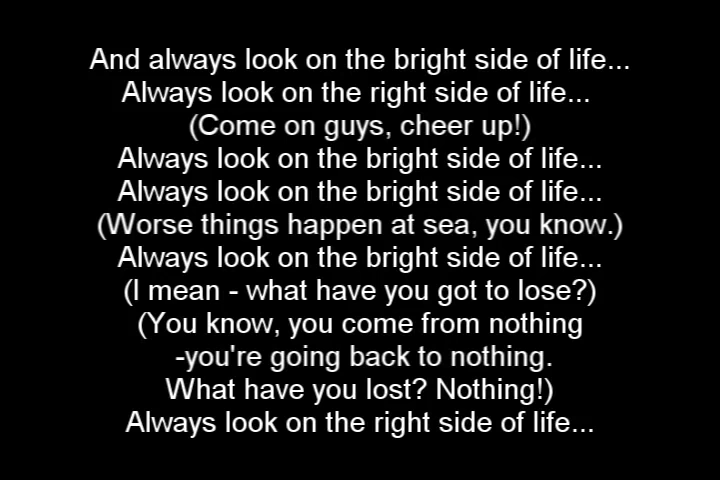 And always look on the bright side of life...
Always look on the right side of life...
(Come on guys, cheer up!)
Always look on the bright side of life...
Always look on the bright side of life...
(Worse things happen at sea, you know.)
Always look on the bright side of life...
(I mean - what have you got to lose?)
(You know, you come from nothing
-you're going back to nothing.
What have you lost? Nothing!)
Always look on the right side of life...